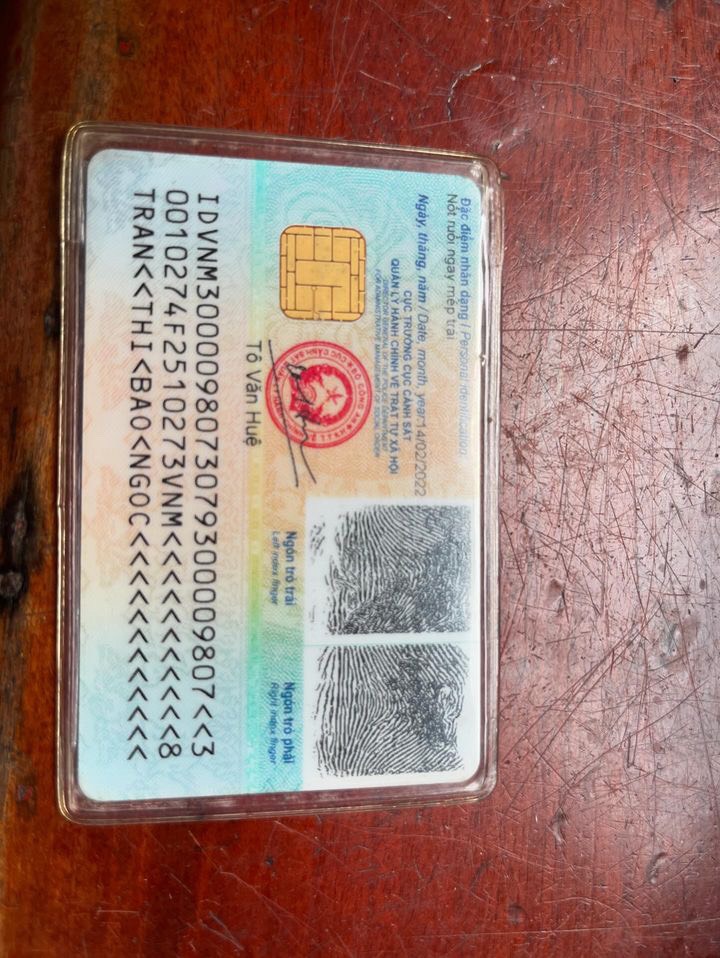 Đặc điểm nhân dạng / Personal identification
Nốt ruồi ngay mép trái
Ngày, tháng, năm / Date, month, year: 14/02/2022
CỤC TRƯỞNG CỤC CẢNH SÁT
QUẢN LÝ HÀNH CHÍNH VỀ TRẬT TỰ XÃ HỘI
DIRECTOR GENERAL OF THE POLICE DEPARTMENT
FOR ADMINISTRATIVE MANAGEMENT OF SOCIAL ORDER
Tô Văn Huệ
Ngón trỏ trái
Left index finger
Ngón trỏ phải
Right index finger
IDVNM3000098073079300009807<<3
0010274F2510273VNM<<<<<<<<<<<8
TRAN<<THI<BAO<NGOC<<<<<<<<<<<<